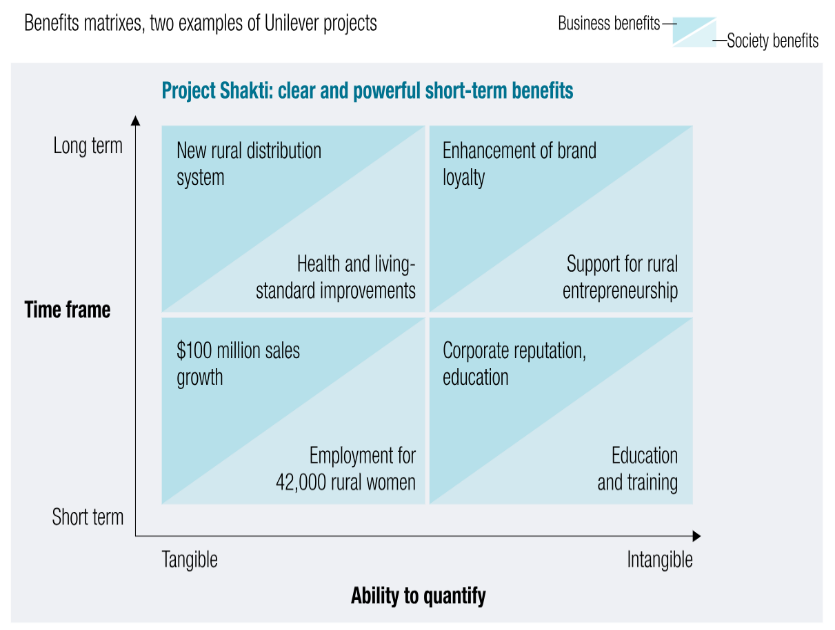 Benefits matrixes, two examples of Unilever projects
Business benefits
Society benefits
Project Shakti: clear and powerful short-term benefits
Long term
New rural distribution
system
Health and living-
standard improvements
Enhancement of brand
loyalty
Support for rural
entrepreneurship
Time frame
$100 million sales
growth
Employment for
42,000 rural women
Corporate reputation,
education
Education
and training
Short term
Tangible
Intangible
Ability to quantify